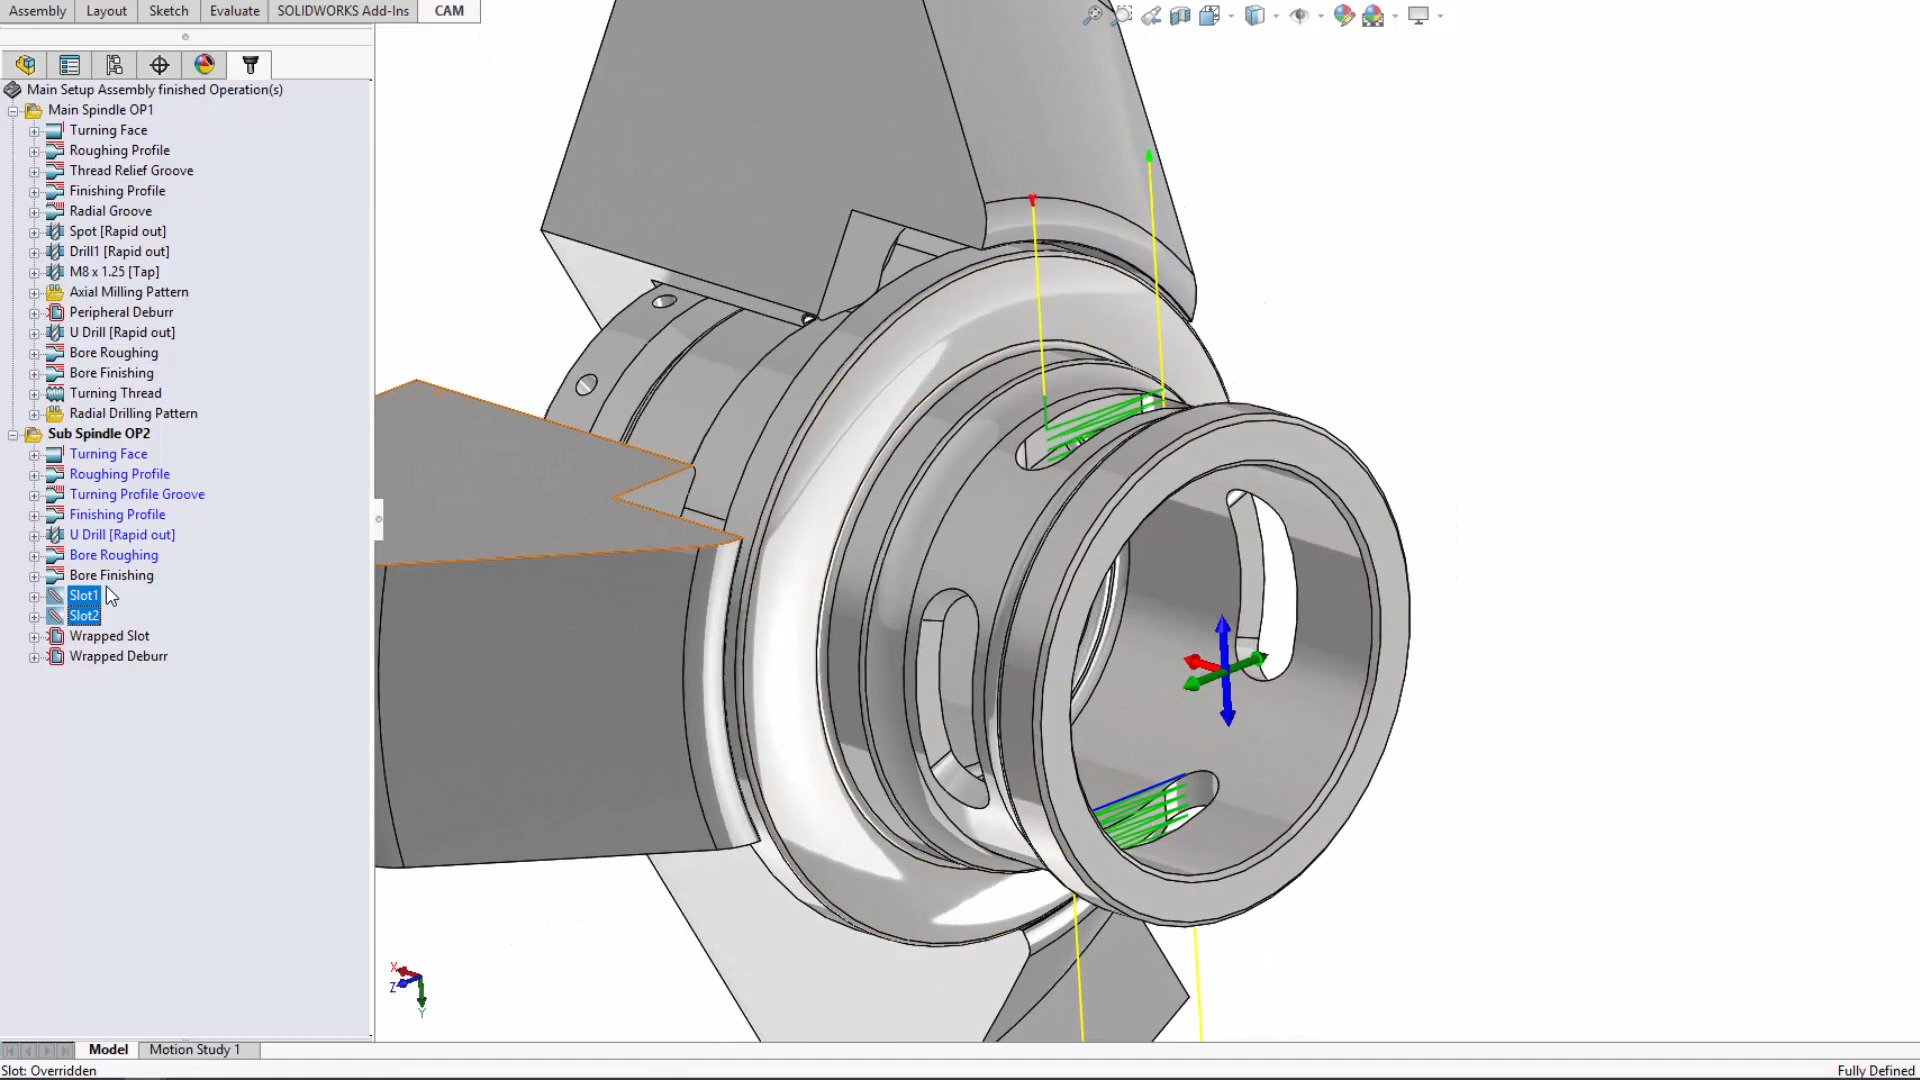 Assembly Layout Sketch Evaluate SOLIDWORKS Add-Ins CAM
Main Setup Assembly finished Operation(s)
Main Spindle OP1
Turning Face
Roughing Profile
Thread Relief Groove
Finishing Profile
Radial Groove
Spot [Rapid out]
Drill1 [Rapid out]
M8 x 1.25 [Tap]
Axial Milling Pattern
Peripheral Deburr
U Drill [Rapid out]
Bore Roughing
Bore Finishing
Turning Thread
Radial Drilling Pattern
Sub Spindle OP2
Turning Face
Roughing Profile
Turning Profile Groove
Finishing Profile
U Drill [Rapid out]
Bore Roughing
Bore Finishing
Slot1
Slot2
Wrapped Slot
Wrapped Deburr
X
Z
Y
Model Motion Study 1
Slot: Overridden Fully Defined